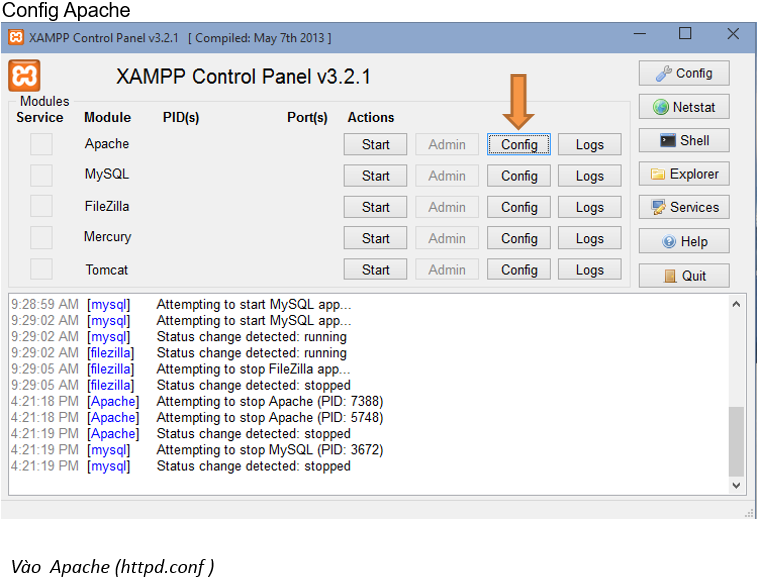 Config Apache
XAMPP Control Panel v3.2.1 [ Compiled: May 7th 2013 ]
XAMPP Control Panel v3.2.1
Config
Modules
Service Module PID(s) Port(s) Actions
Netstat
Apache Start Admin Config Logs
Shell
MySQL Start Admin Config Logs
Explorer
FileZilla Start Admin Config Logs
Services
Mercury Start Admin Config Logs
Help
Tomcat Start Admin Config Logs
Quit
9:28:59 AM [mysql] Attempting to start MySQL app...
9:29:02 AM [mysql] Attempting to start MySQL app...
9:29:02 AM [mysql] Status change detected: running
9:29:02 AM [filezilla] Status change detected: running
9:29:05 AM [filezilla] Attempting to stop FileZilla app...
9:29:05 AM [filezilla] Status change detected: stopped
4:21:18 PM [Apache] Attempting to stop Apache (PID: 7388)
4:21:18 PM [Apache] Attempting to stop Apache (PID: 5748)
4:21:19 PM [Apache] Status change detected: stopped
4:21:19 PM [mysql] Attempting to stop MySQL (PID: 3672)
4:21:19 PM [mysql] Status change detected: stopped
Vào Apache (httpd.conf )